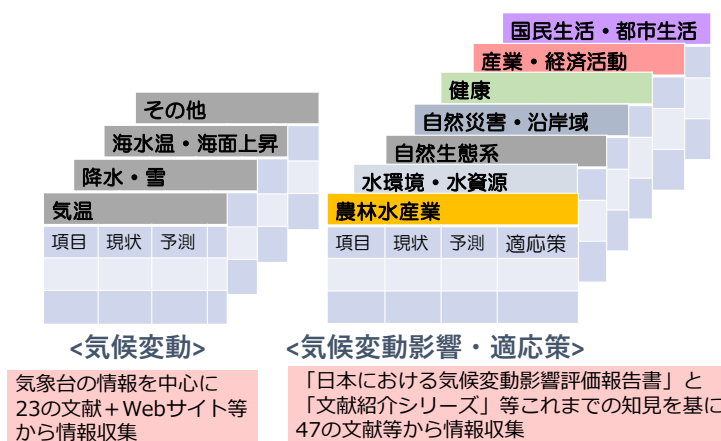 その他
海水温・海面上昇
降水・雪
気温
項目 現状 予測
<気候変動>
気象台の情報を中心に
23の文献＋Webサイト等
から情報収集
国民生活・都市生活
産業・経済活動
健康
自然災害・沿岸域
自然生態系
水環境・水資源
農林水産業
項目 現状 予測 適応策
<気候変動影響・適応策>
「日本における気候変動影響評価報告書」と
「文献紹介シリーズ」等これまでの知見を基に
47の文献等から情報収集